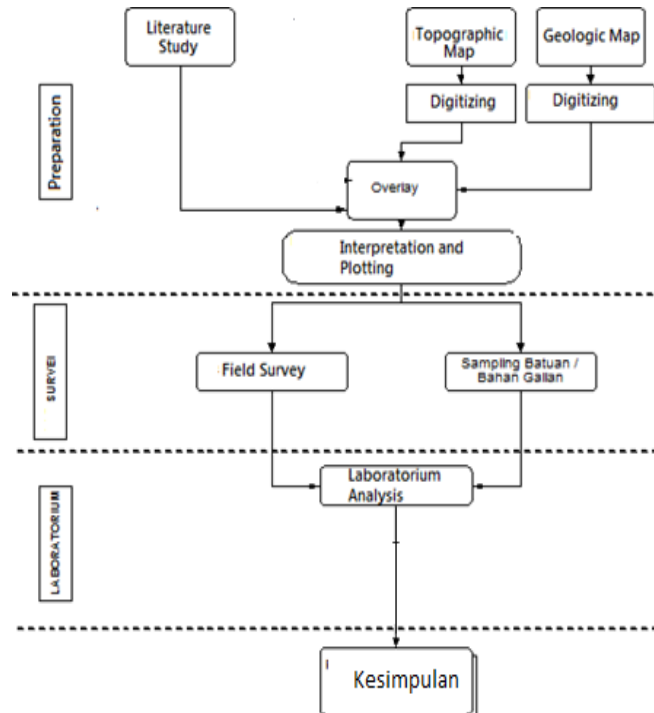 Literature
Study
Topographic
Map
Geologic Map
Digitizing
Digitizing
Preparation
Overlay
Interpretation and
Plotting
SURVEI
Field Survey
Sampling Batuan /
Bahan Galian
LABORATORIUM
Laboratorium
Analysis
Kesimpulan